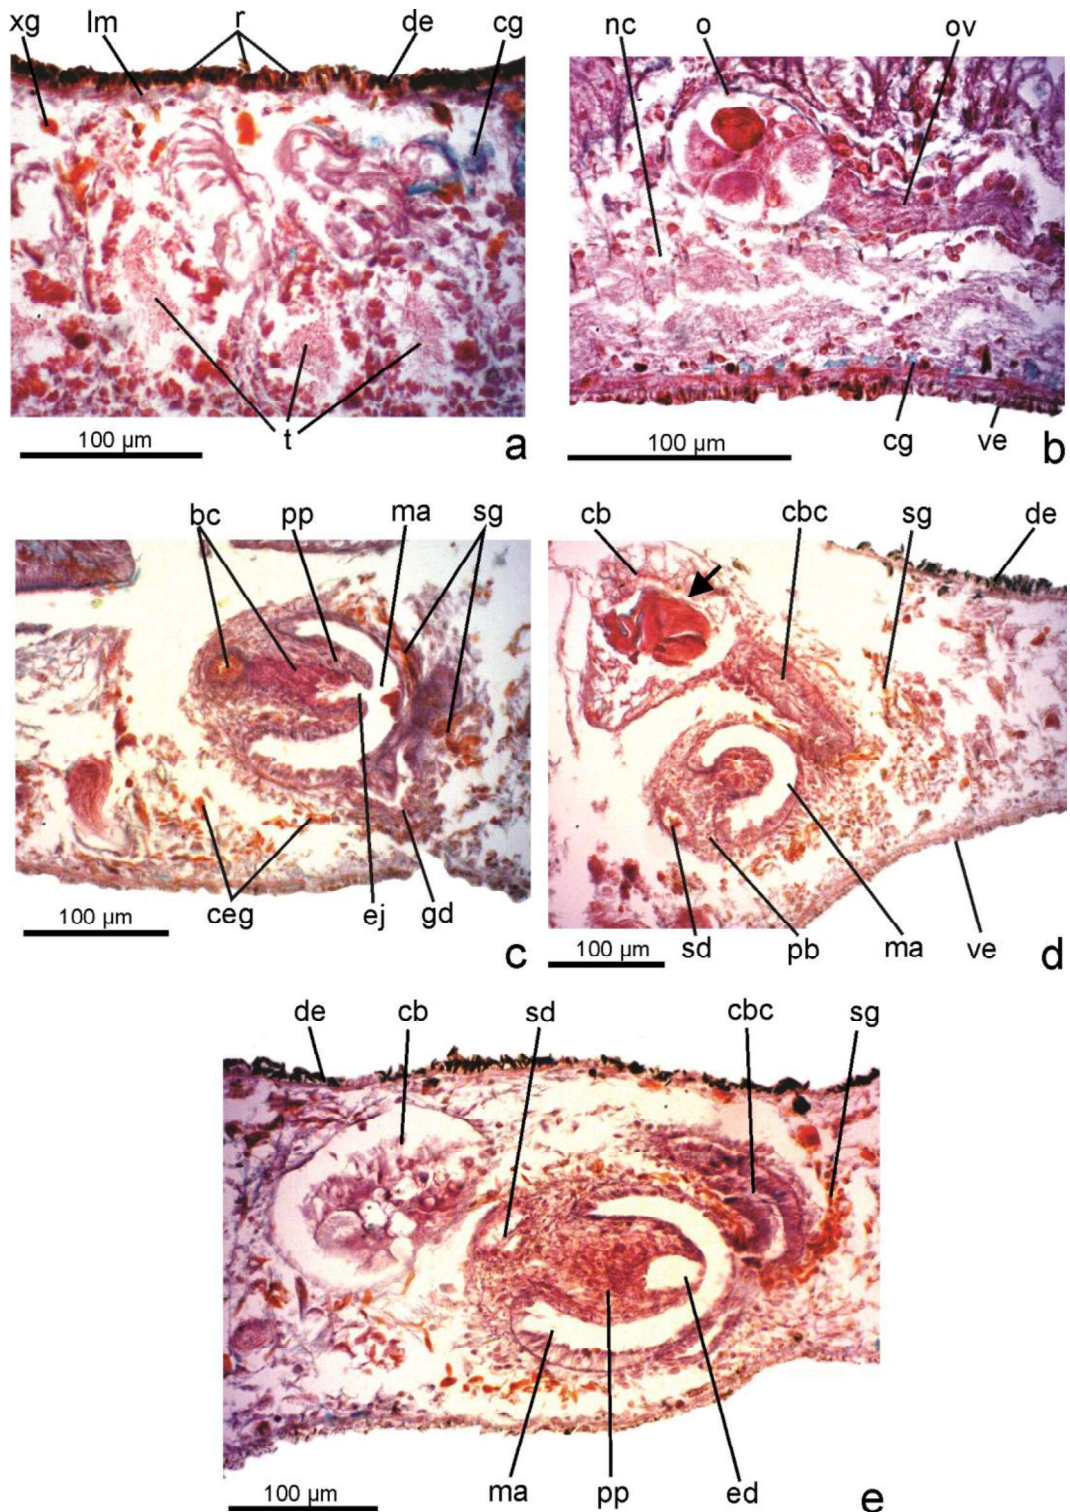 xg lm r de cg
t
100 µm
a
nc o ov
cg ve
100 µm
b
bc pp ma sg
ceg ej gd
100 µm
c
cb cbc sg de
sd pb ma ve
100 µm
d
de cb sd cbc sg
ma pp ed
100 µm
e